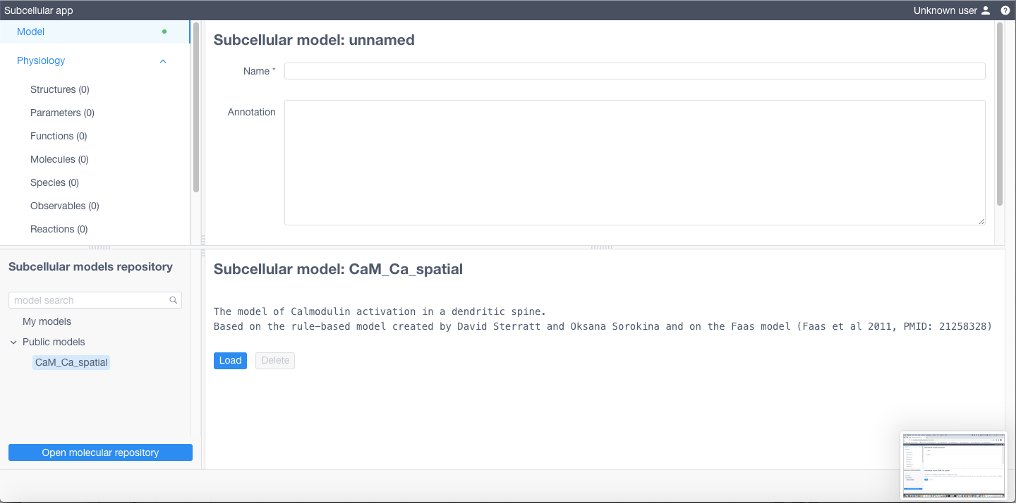 Subcellular app
Unknown user
Model
Physiology
Structures (0)
Parameters (0)
Functions (0)
Molecules (0)
Species (0)
Observables (0)
Reactions (0)
Subcellular model: unnamed
Name *
Annotation
Subcellular models repository
model search
My models
Public models
CaM_Ca_spatial
Open molecular repository
Subcellular model: CaM_Ca_spatial
The model of Calmodulin activation in a dendritic spine.
Based on the rule-based model created by David Sterratt and Oksana Sorokina and on the Faas model (Faas et al 2011, PMID: 21258328)
Load
Delete